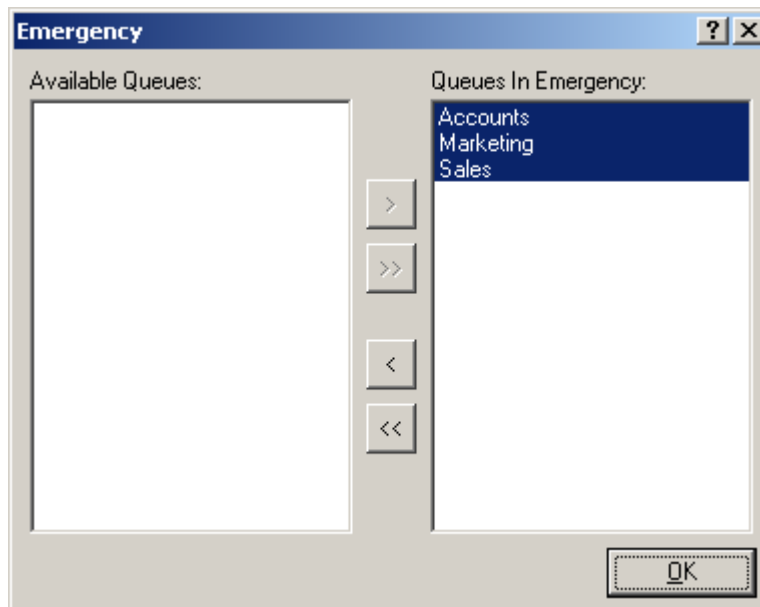 Emergency
Available Queues:
Queues In Emergency:
Accounts
Marketing
Sales
>
>>
<
<<
OK